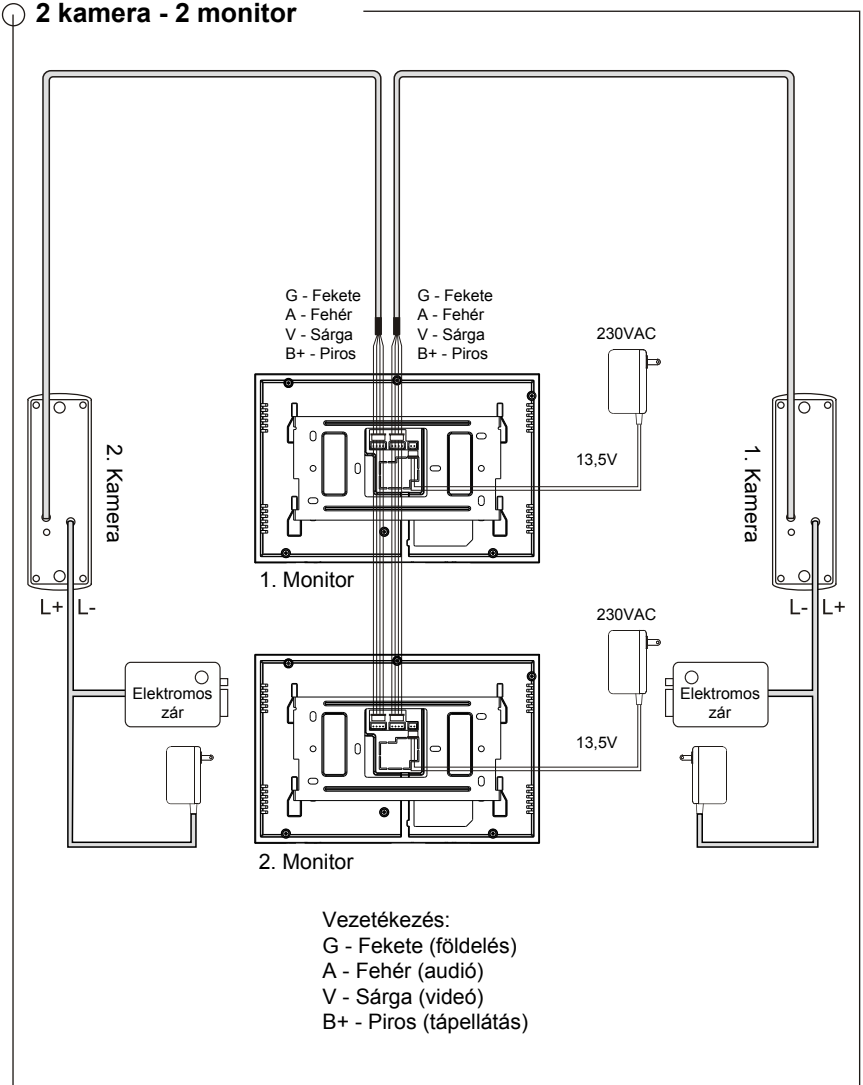 2 kamera - 2 monitor
G - Fekete
A - Fehér
V - Sárga
B+ - Piros
G - Fekete
A - Fehér
V - Sárga
B+ - Piros
230VAC
13,5V
2. Kamera
1. Kamera
1. Monitor
L+ L-
L- L+
230VAC
Elektromos
zár
Elektromos
zár
13,5V
2. Monitor
Vezetékezés:
G - Fekete (földelés)
A - Fehér (audió)
V - Sárga (videó)
B+ - Piros (tápellátás)